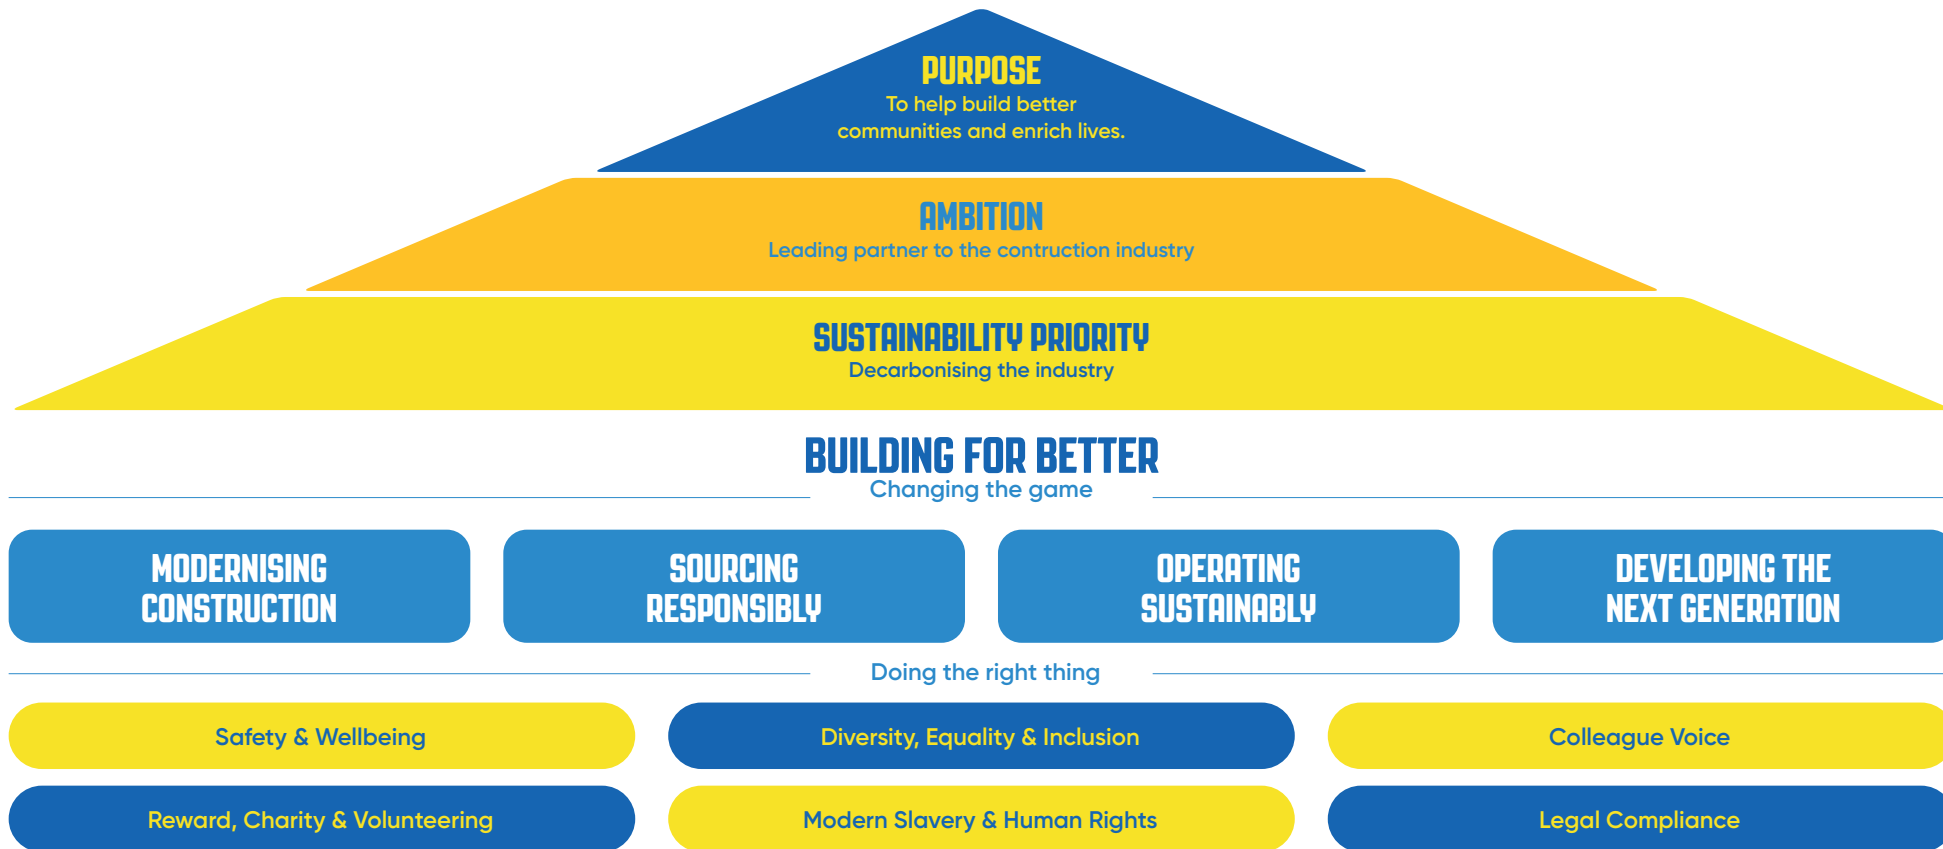 PURPOSE
To help build better
communities and enrich lives.
AMBITION
Leading partner to the contruction industry
SUSTAINABILITY PRIORITY
Decarbonising the industry
BUILDING FOR BETTER
Changing the game
MODERNISING
CONSTRUCTION
SOURCING
RESPONSIBLY
OPERATING
SUSTAINABLY
DEVELOPING THE
NEXT GENERATION
Doing the right thing
Safety & Wellbeing
Diversity, Equality & Inclusion
Colleague Voice
Reward, Charity & Volunteering
Modern Slavery & Human Rights
Legal Compliance